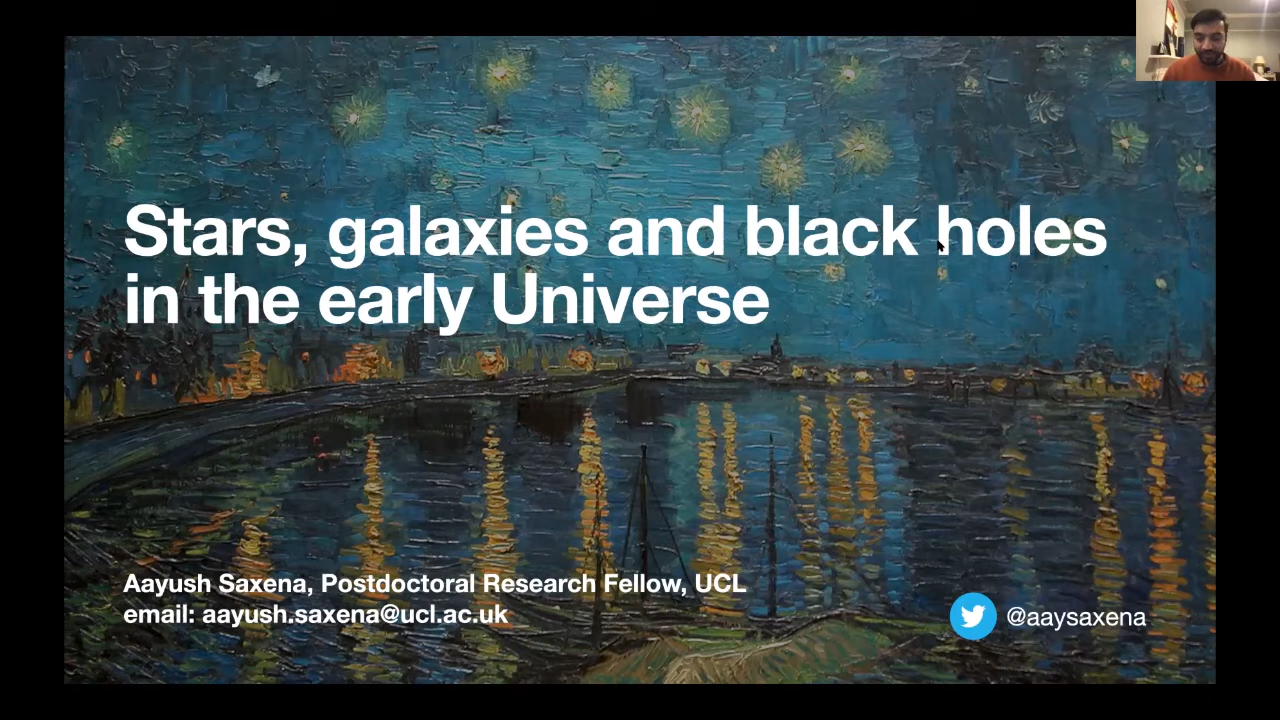 Stars, galaxies and black holes
in the early Universe
Aayush Saxena, Postdoctoral Research Fellow, UCL
email: aayush.saxena@ucl.ac.uk
@aaysaxena